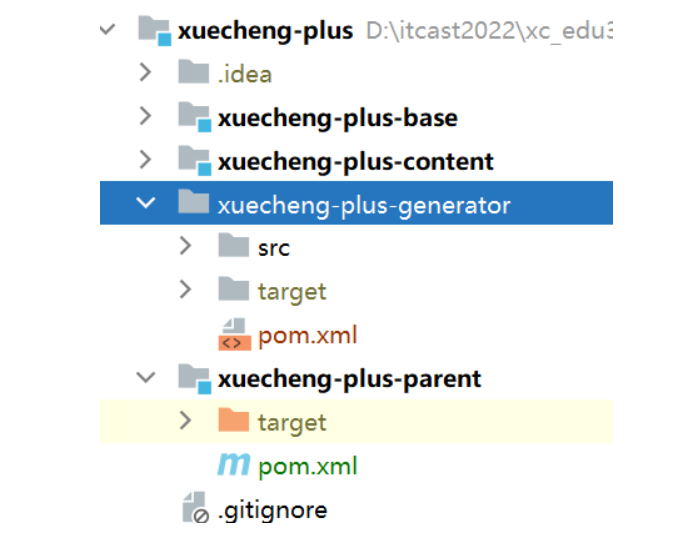 xuecheng-plus D:\itcast2022\xc_edu3
.idea
xuecheng-plus-base
xuecheng-plus-content
xuecheng-plus-generator
src
target
<> pom.xml
xuecheng-plus-parent
target
m pom.xml
.gitignore